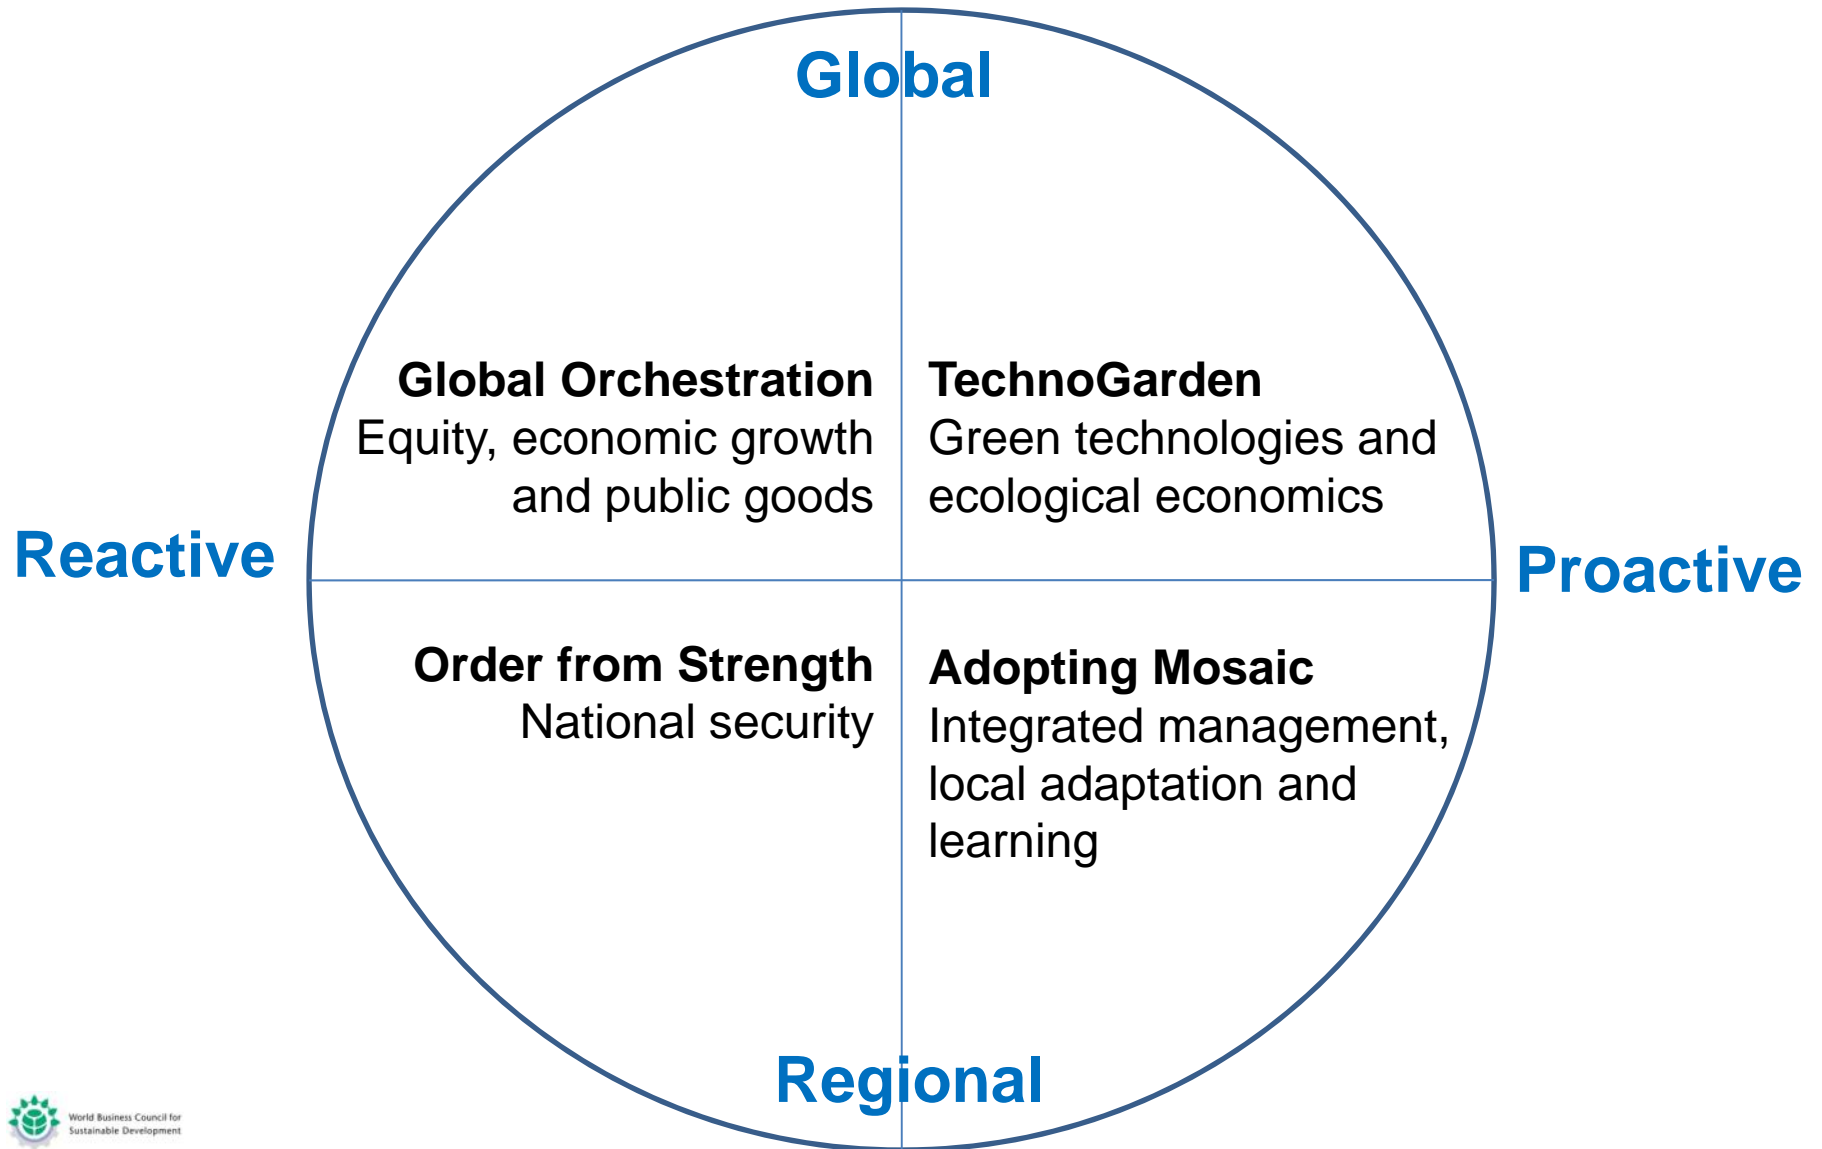 Global
Global Orchestration
Equity, economic growth
and public goods
TechnoGarden
Green technologies and
ecological economics
Reactive
Proactive
Order from Strength
National security
Adopting Mosaic
Integrated management,
local adaptation and
learning
Regional
World Business Council for
Sustainable Development